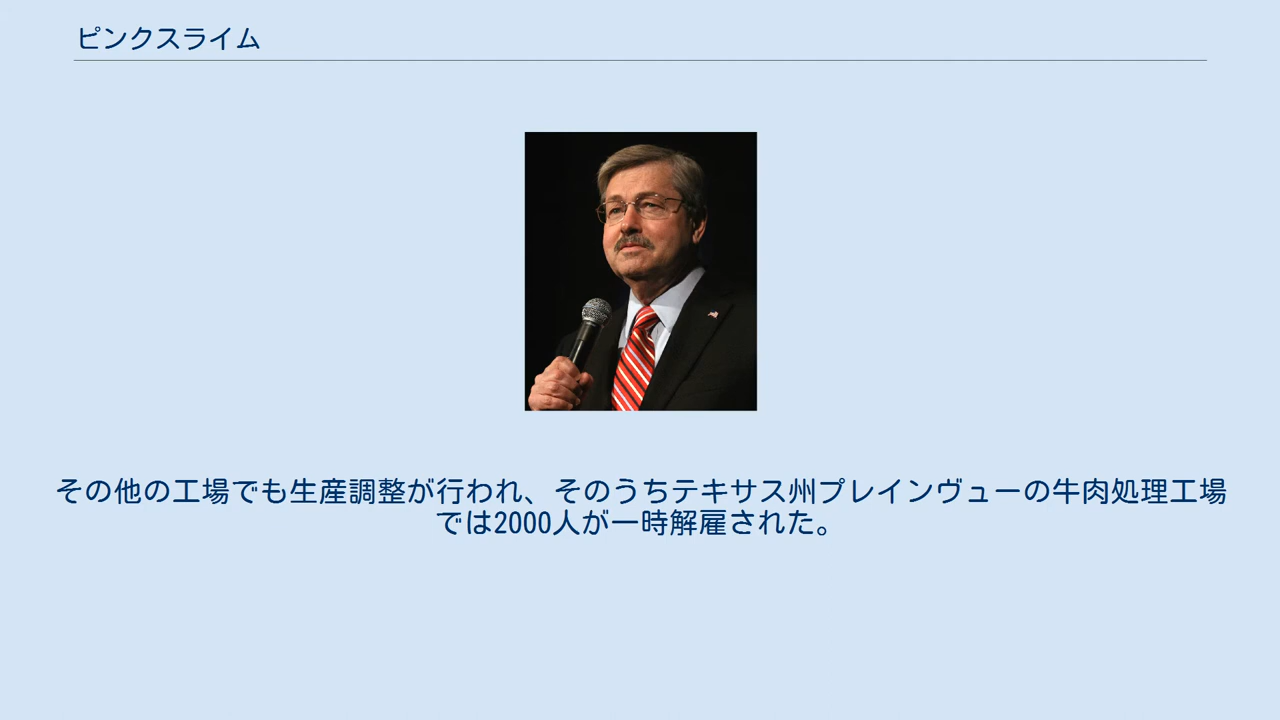 ピンクスライム
その他の工場でも生産調整が行われ、そのうちテキサス州プレインヴューの牛肉処理工場
では2000人が一時解雇された。